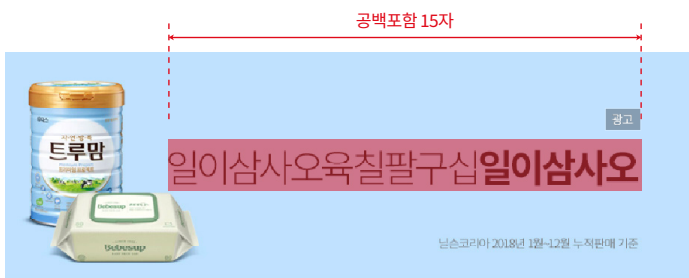 공백포함 15자
광고
트루맘
일이삼사오육칠팔구십일이삼사오
Bebesup
Bebesup
닐슨코리아 2018년 1월~12월 누적판매 기준